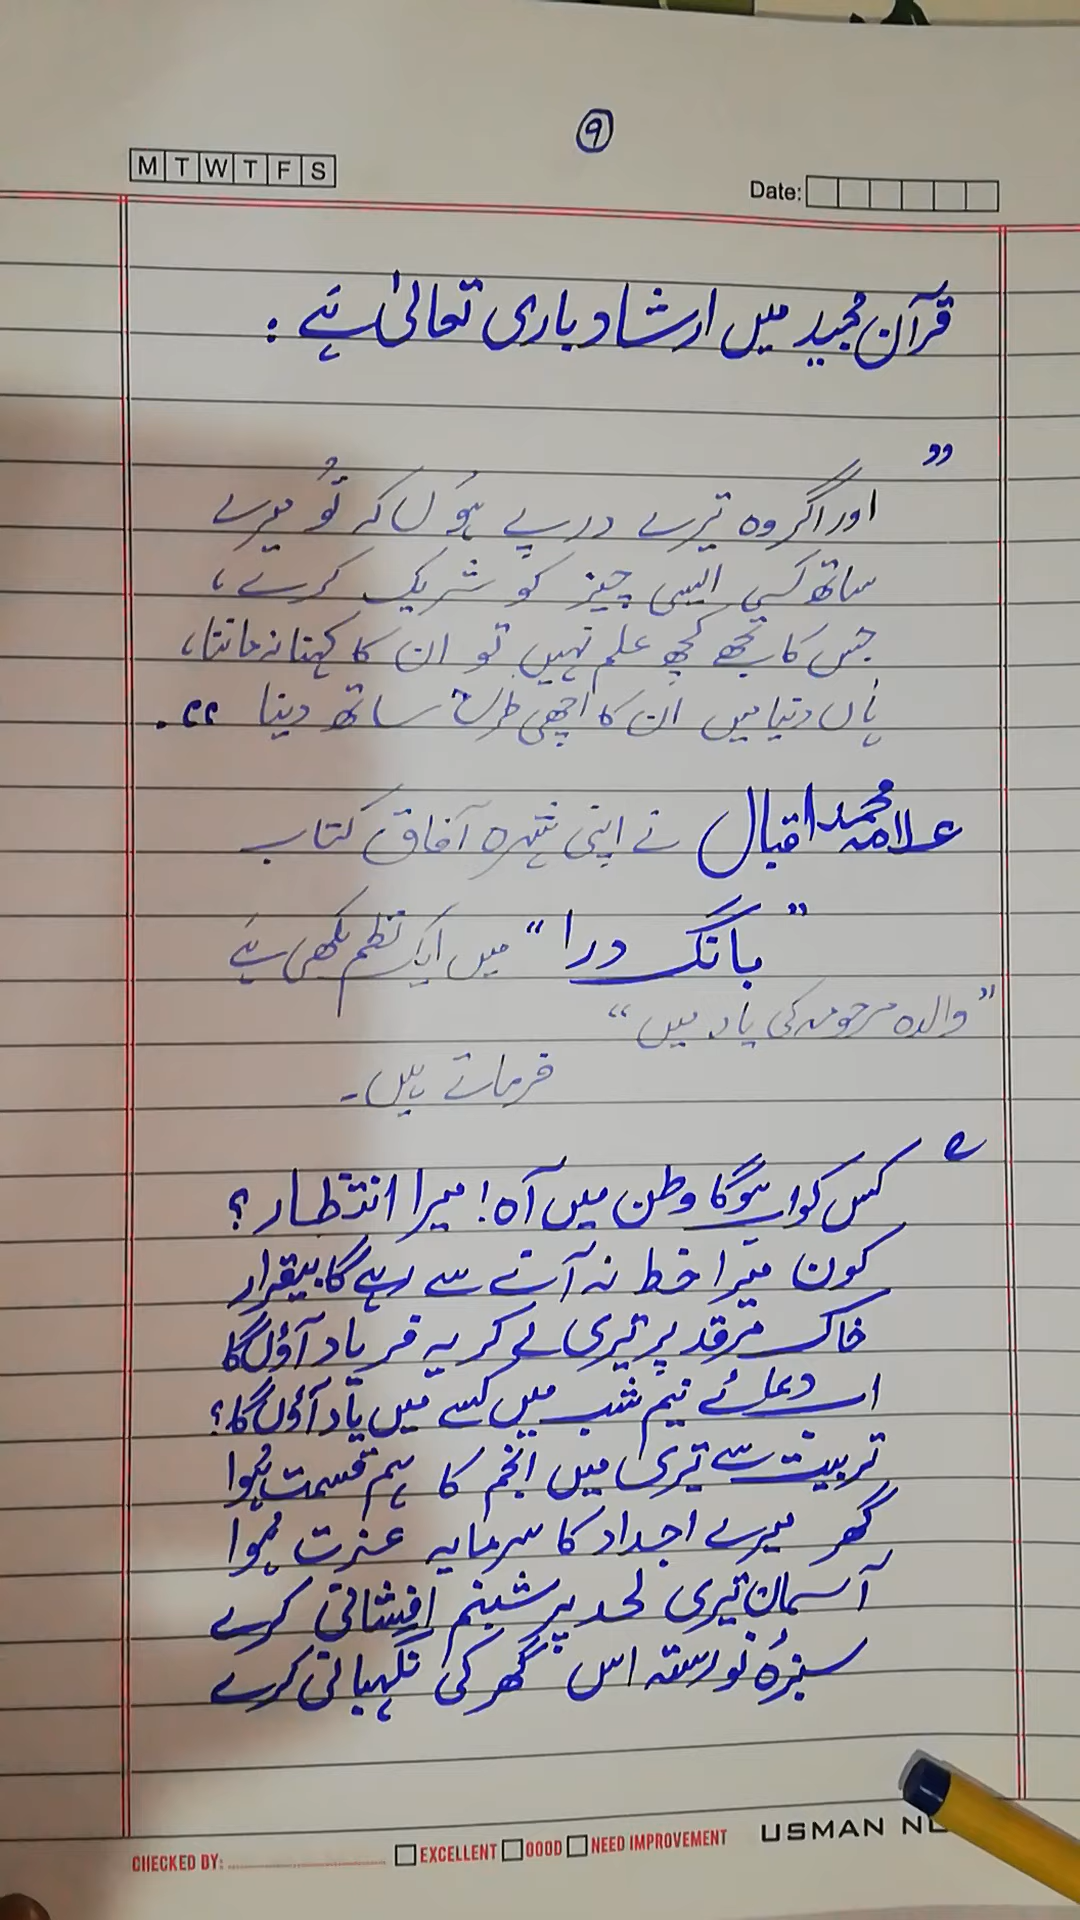 ۹
M T W T F S
Date:
قرآن مجید میں ارشاد باری تعالیٰ ہے :
"
اور اگر وہ تیرے درپے ہوں کہ تُو میرے
ساتھ کسی ایسی چیز کو شریک کرے،
جس کا تجھے کچھ علم نہیں تو ان کا کہنا نہ ماننا،
ہاں دنیا میں ان کا اچھی طرح ساتھ دینا "۔
علامہ محمد اقبال نے اپنی شہرہ آفاق کتاب
"بانگ درا" میں ایک نظم لکھی ہے
"والدہ مرحومہ کی یاد میں"
فرماتے ہیں۔
کس کو اب ہوگا وطن میں آہ! میرا انتظار ؟
کون میرا خط نہ آنے سے رہے گا بیقرار
خاک مرقد پر تیری لے کر یہ فریاد آؤں گا
اب دعائے نیم شب میں کسے میں یاد آؤں گا؟
تربیت سے تیری میں انجم کا ہم قسمت ہُوا
گھر میرے اجداد کا سرمایہ عزت ہُوا
آسمان تیری لحد پر شبنم افشانی کرے
سبزۂ نورستہ اس گھر کی نگہبانی کرے
CHECKED BY: EXCELLENT GOOD NEED IMPROVEMENT USMAN